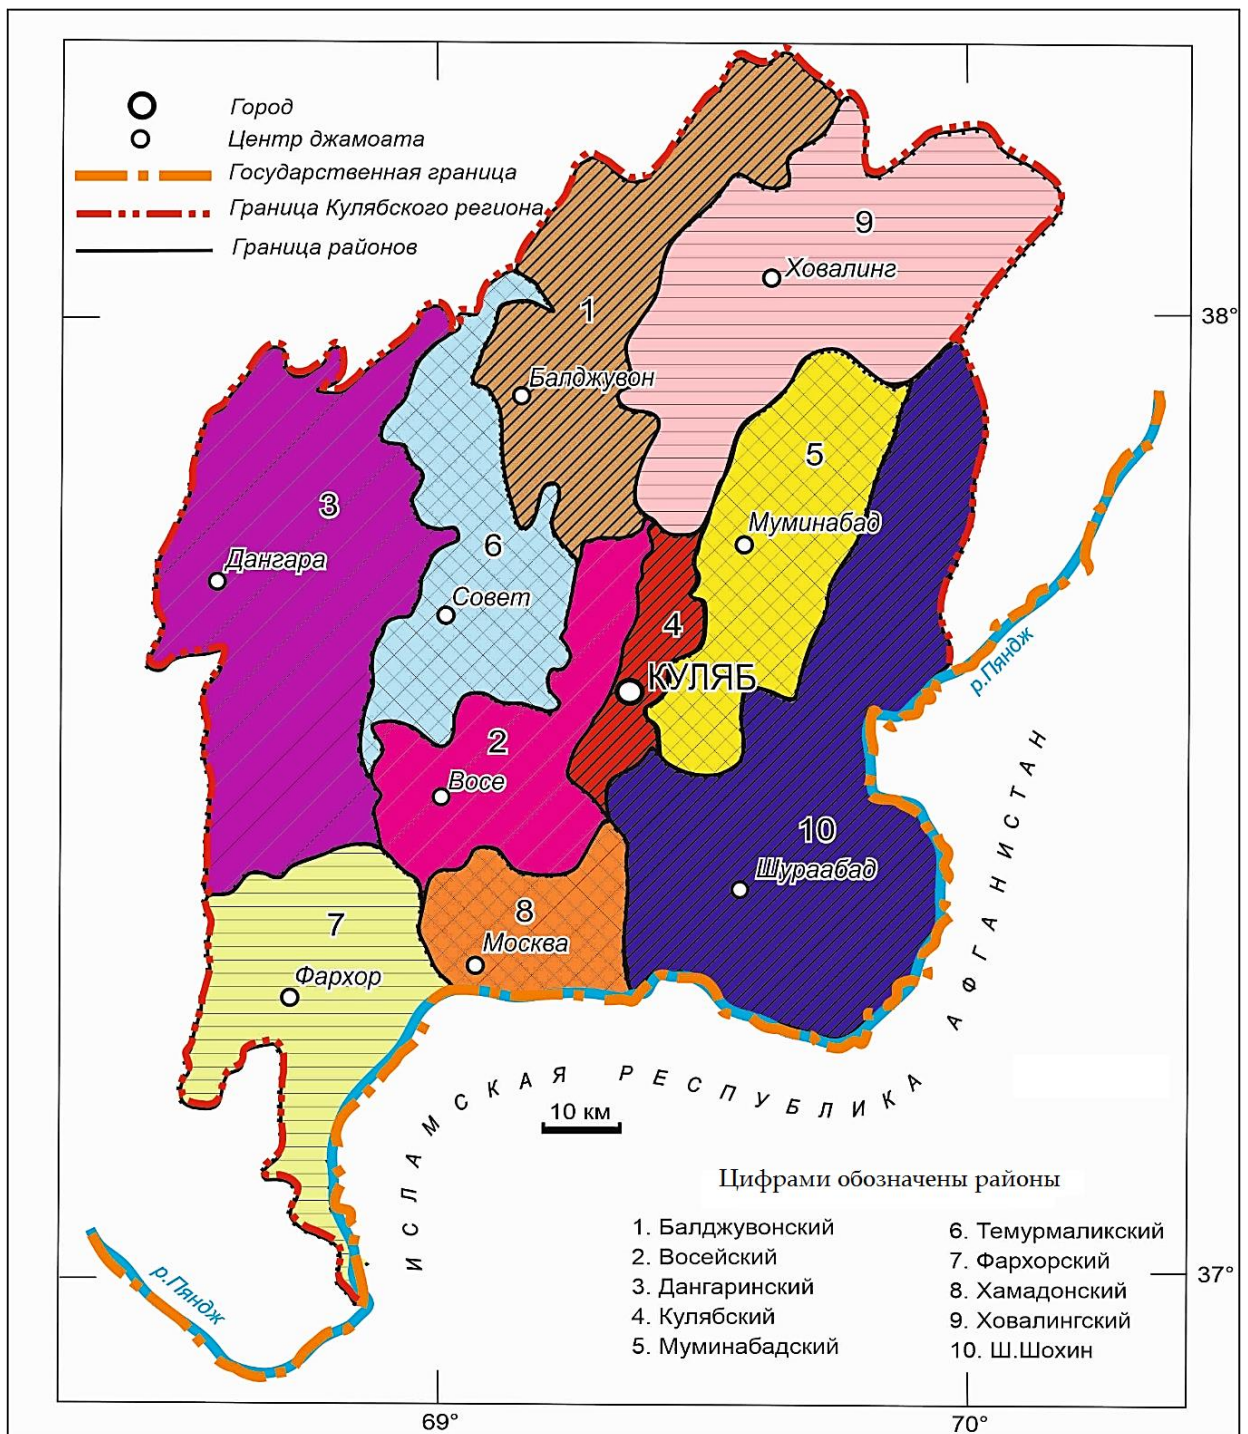 Город
Центр джамоата
Государственная граница
Граница Кулябского региона
Граница районов
9
Ховалинг
1
38°
Балджувон
5
3
Муминабад
6
Дангара
Совет
4
р.Пяндж
КУЛЯБ
2
Восе
10
Шураабад
8
7
Москва
Фархор
ИСЛАМСКАЯ РЕСПУБЛИКА АФГАНИСТАН
10 км
р.Пяндж
37°
Цифрами обозначены районы
1. Балджувонский
2. Восейский
3. Дангаринский
4. Кулябский
5. Муминабадский
6. Темурмаликский
7. Фархорский
8. Хамадонский
9. Ховалингский
10. Ш.Шохин
69°
70°